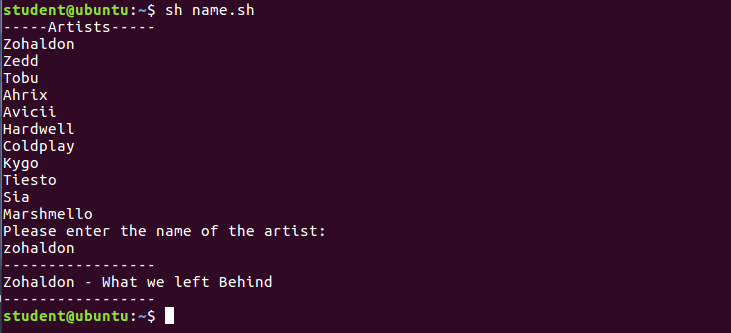 student@ubuntu:~$ sh name.sh
-----Artists-----
Zohaldon
Zedd
Tobu
Ahrix
Avicii
Hardwell
Coldplay
Kygo
Tiesto
Sia
Marshmello
Please enter the name of the artist:
zohaldon
-----------------
Zohaldon - What we left Behind
-----------------
student@ubuntu:~$